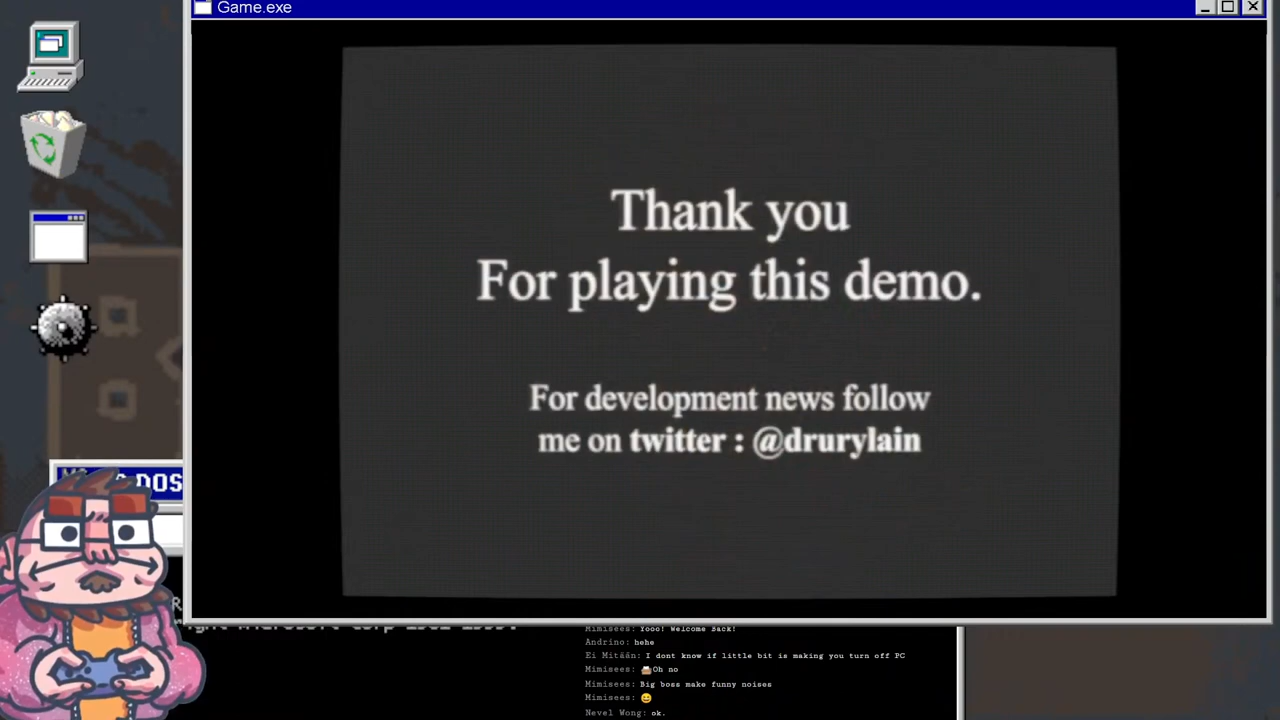 Game.exe
Thank you
For playing this demo.
For development news follow
me on twitter : @drurylain
DOS
Mimisees: Yooo! Welcome Back!
Andrino: hehe
Ei Mitään: I dont know if little bit is making you turn off PC
Mimisees: Oh no
Mimisees: Big boss make funny noises
Mimisees: 😄
Nevel Wong: ok.